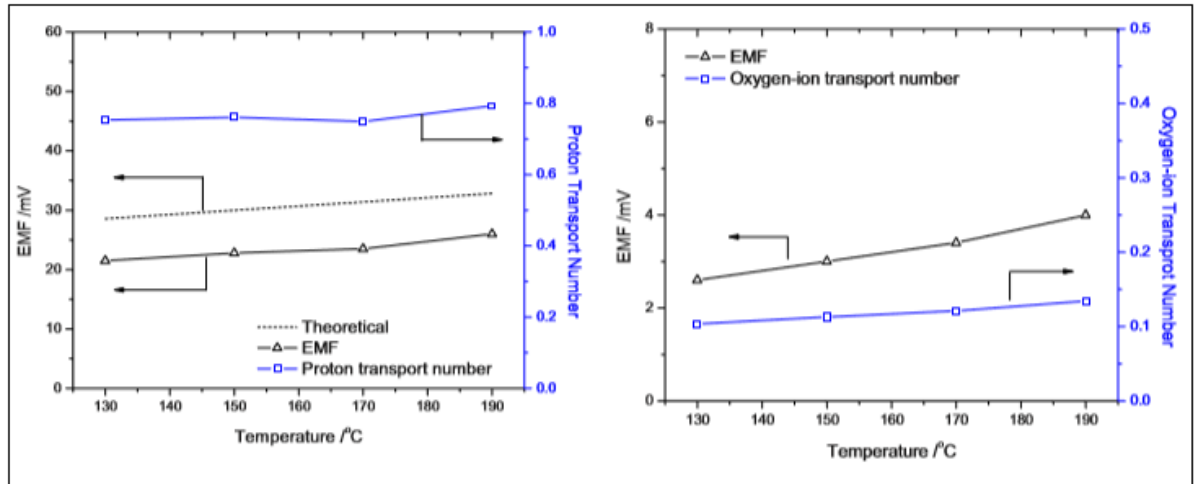 60
50
40
30
20
10
0
EMF /mV
1.0
0.8
0.6
0.4
0.2
0.0
Proton Transport Number
Theoretical
EMF
Proton transport number
130 140 150 160 170 180 190
Temperature /°C
8
6
4
2
0
EMF /mV
EMF
Oxygen-ion transport number
0.5
0.4
0.3
0.2
0.1
0.0
Oxygen-ion Transprot Number
130 140 150 160 170 180 190
Temperature /°C